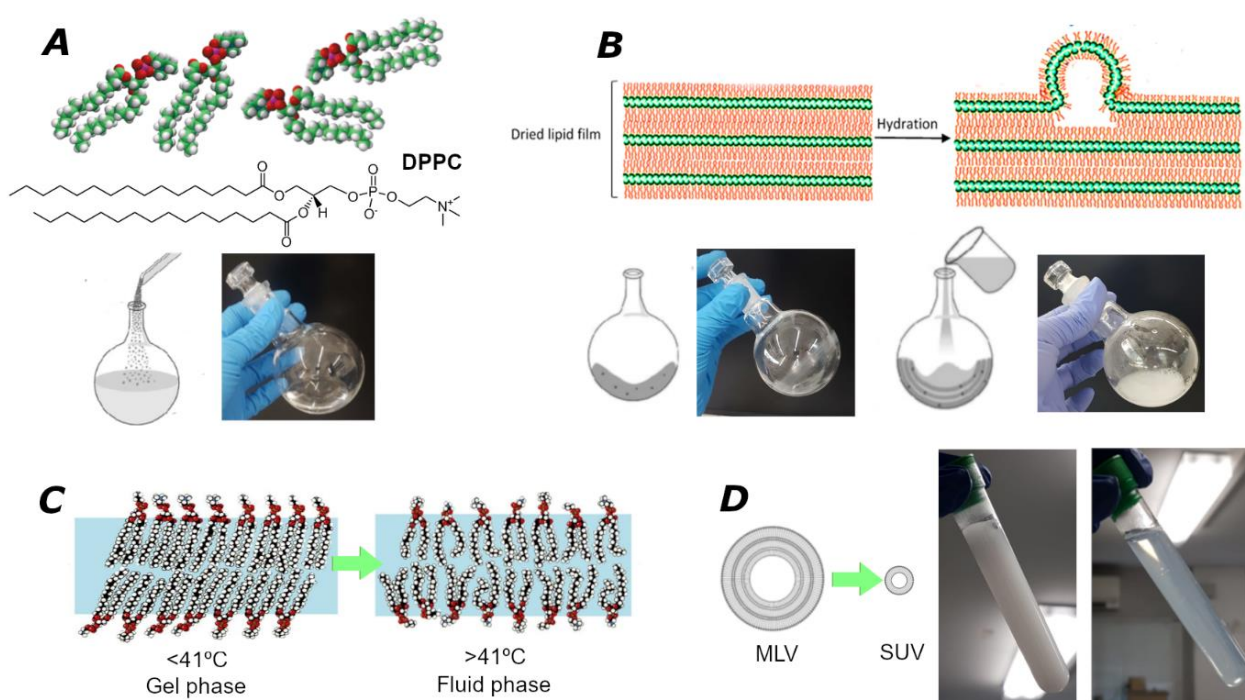 A
DPPC
O
O
O
O
P
O
O⁻
N⁺
H
O
B
Dried lipid film
Hydration
C
<41ºC
Gel phase
>41ºC
Fluid phase
D
MLV
SUV